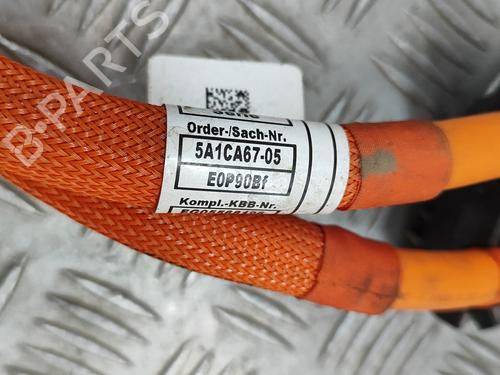 B-PARTS
Order-/Sach-Nr.
5A1CA67-05
E0P90Bf
Kompl.-KBB-Nr.